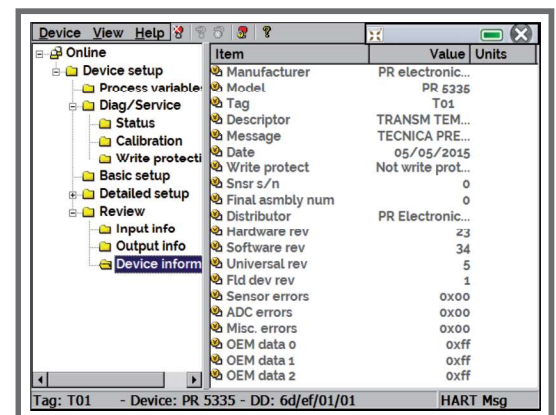 Device View Help
Online
Device setup
Process variable
Diag/Service
Status
Calibration
Write protecti
Basic setup
Detailed setup
Review
Input info
Output info
Device inform
Item Value Units
Manufacturer PR electronic...
Model PR 5335
Tag T01
Descriptor TRANSM TEM...
Message TECNICA PRE...
Date 05/05/2015
Write protect Not write prot...
Snsr s/n 0
Final asmbly num 0
Distributor PR Electronic...
Hardware rev 23
Software rev 34
Universal rev 5
Fld dev rev 1
Sensor errors 0x00
ADC errors 0x00
Misc. errors 0x00
OEM data 0 0xff
OEM data 1 0xff
OEM data 2 0xff
Tag: T01 - Device: PR 5335 - DD: 6d/ef/01/01 HART Msg